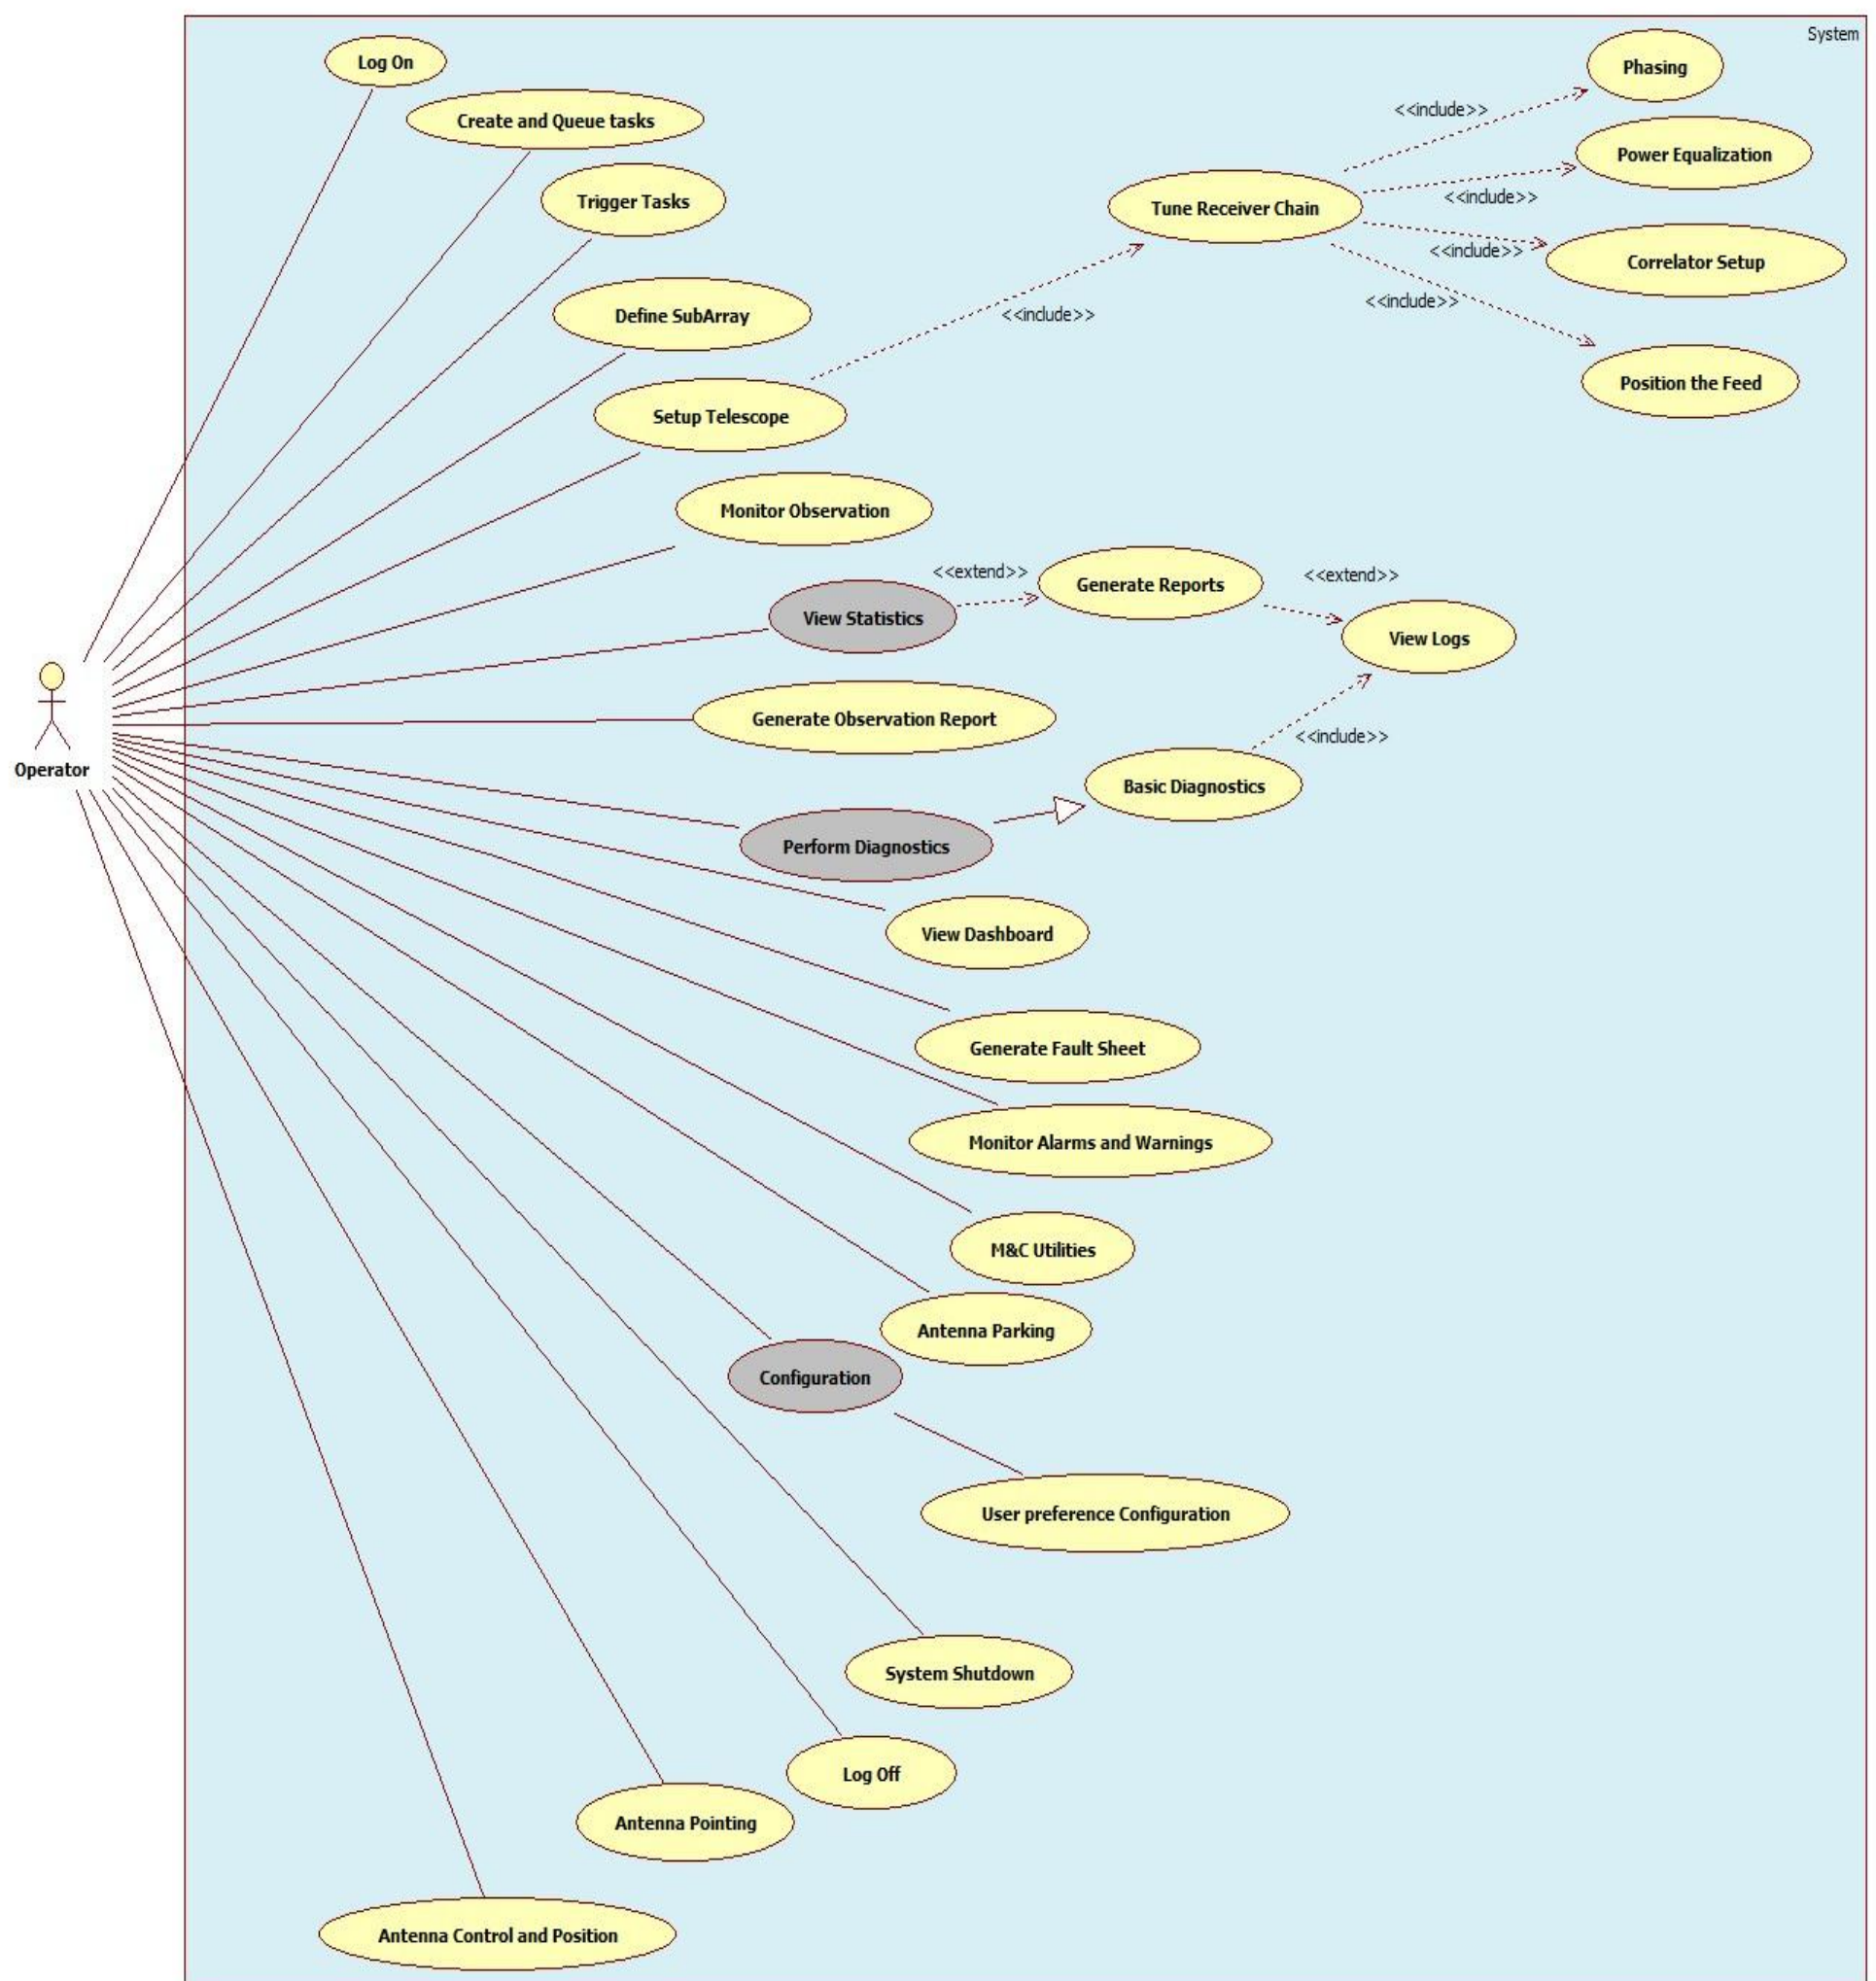 System
Log On
Phasing
<<include>>
Create and Queue tasks
Power Equalization
Trigger Tasks
<<include>>
Tune Receiver Chain
<<include>>
Correlator Setup
<<include>>
<<include>>
Define SubArray
Position the Feed
Setup Telescope
Monitor Observation
<<extend>>
<<extend>>
Generate Reports
View Statistics
View Logs
Generate Observation Report
<<include>>
Operator
Basic Diagnostics
Perform Diagnostics
View Dashboard
Generate Fault Sheet
Monitor Alarms and Warnings
M&C Utilities
Antenna Parking
Configuration
User preference Configuration
System Shutdown
Log Off
Antenna Pointing
Antenna Control and Position